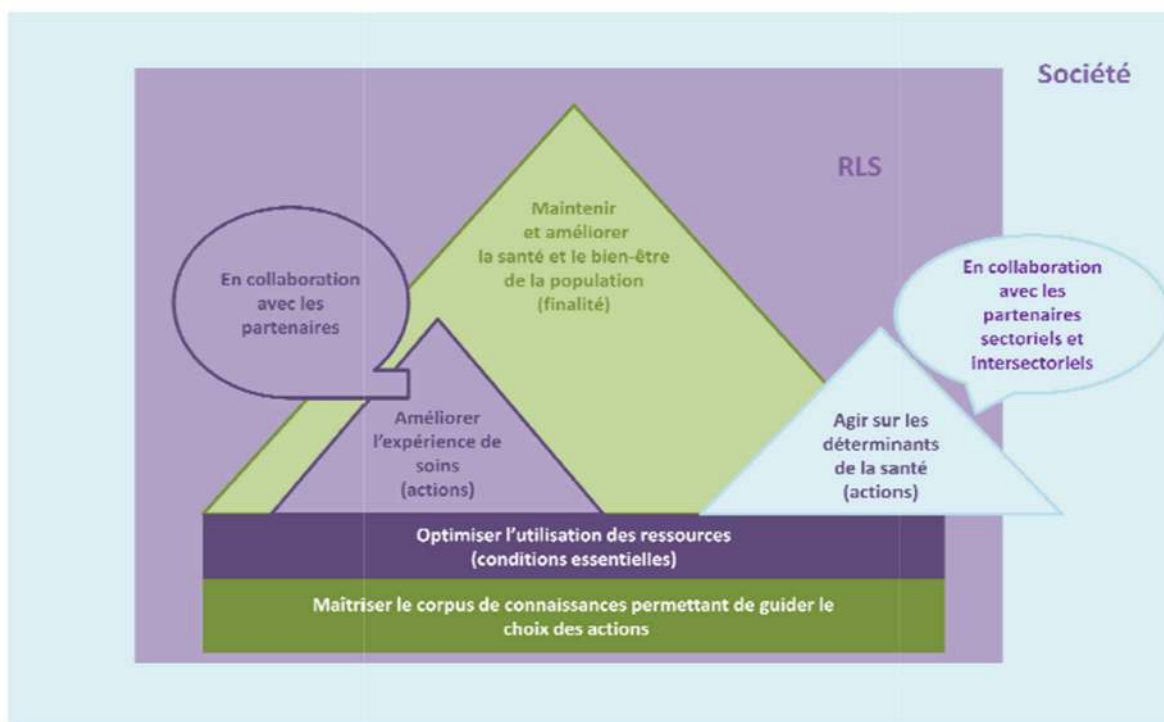 Société
RLS
Maintenir
et améliorer
la santé et le bien-être
de la population
(finalité)
En collaboration
avec les
partenaires
En collaboration
avec les
partenaires
sectoriels et
intersectoriels
Améliorer
l'expérience de
soins
(actions)
Agir sur les
déterminants
de la santé
(actions)
Optimiser l'utilisation des ressources
(conditions essentielles)
Maîtriser le corpus de connaissances permettant de guider le
choix des actions